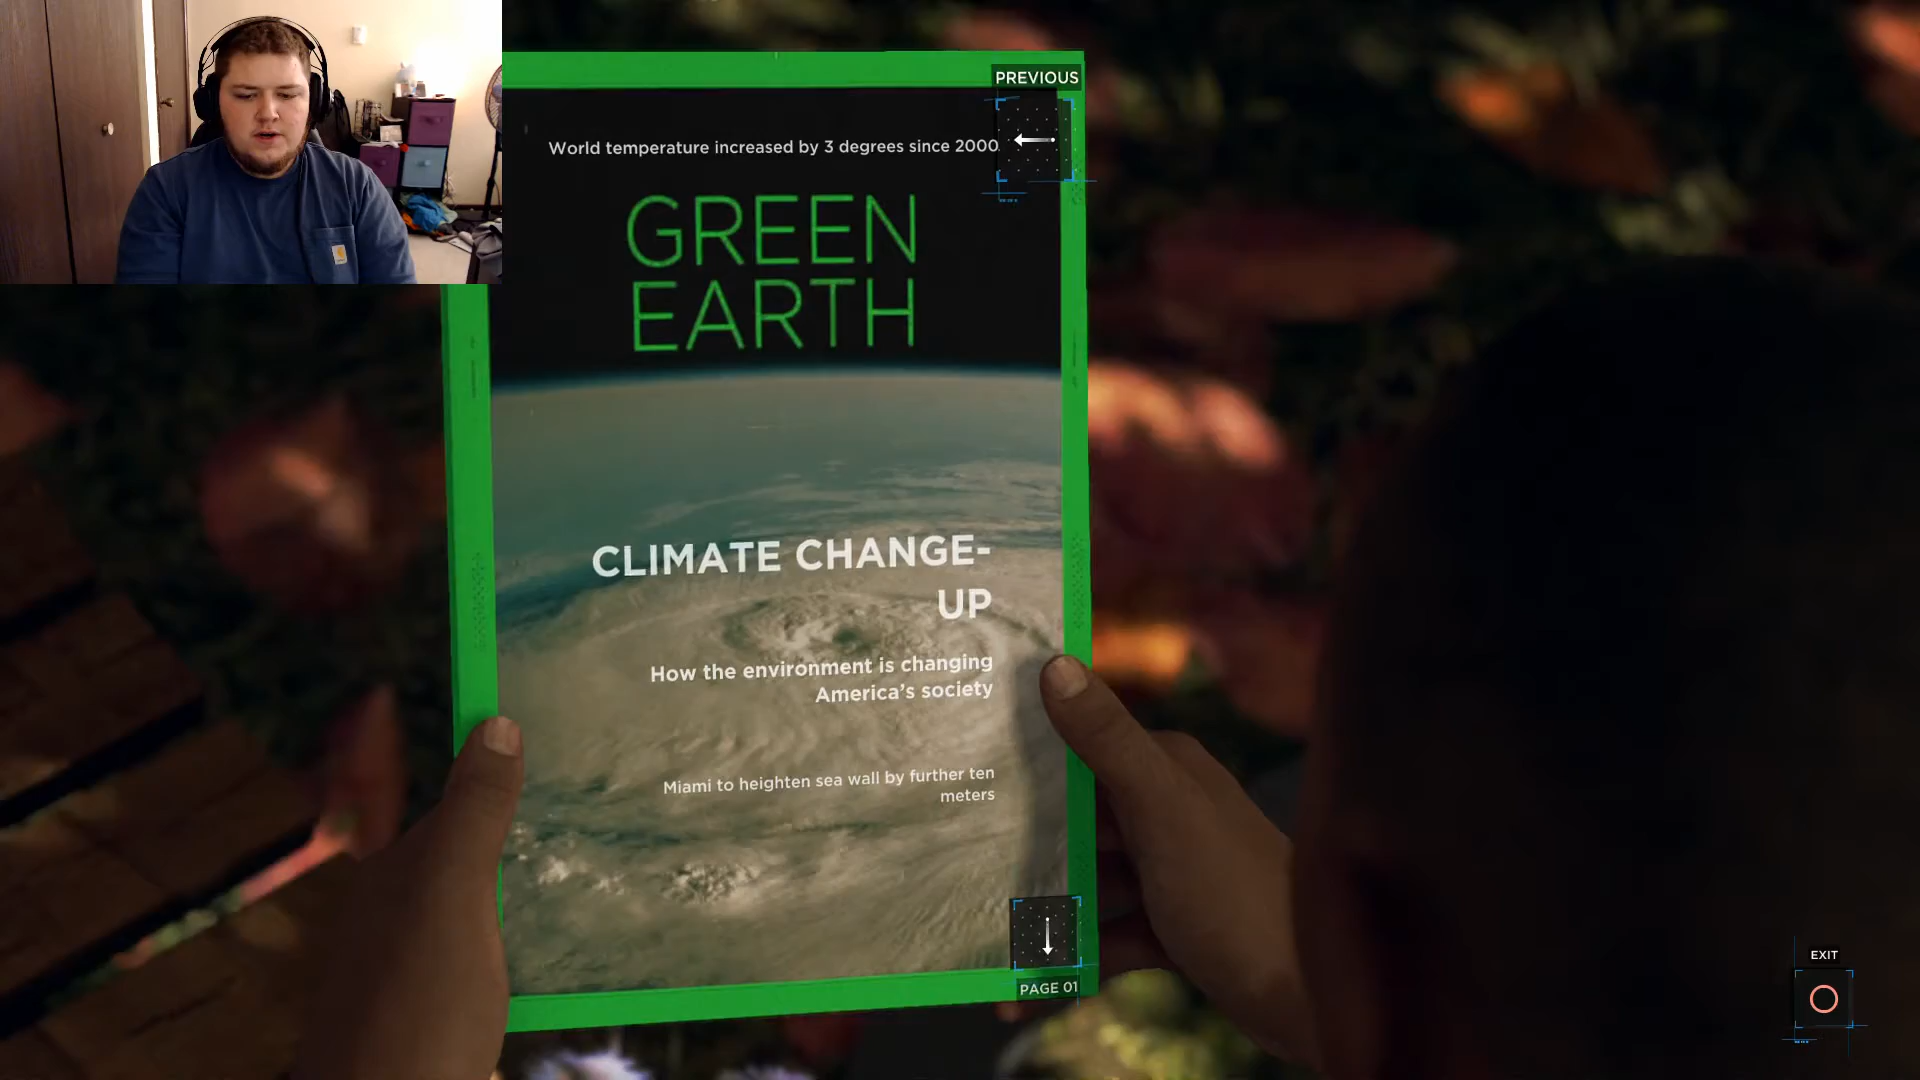 PREVIOUS
World temperature increased by 3 degrees since 2000
GREEN
EARTH
CLIMATE CHANGE-
UP
How the environment is changing
America's society
Miami to heighten sea wall by further ten
meters
PAGE 01
EXIT